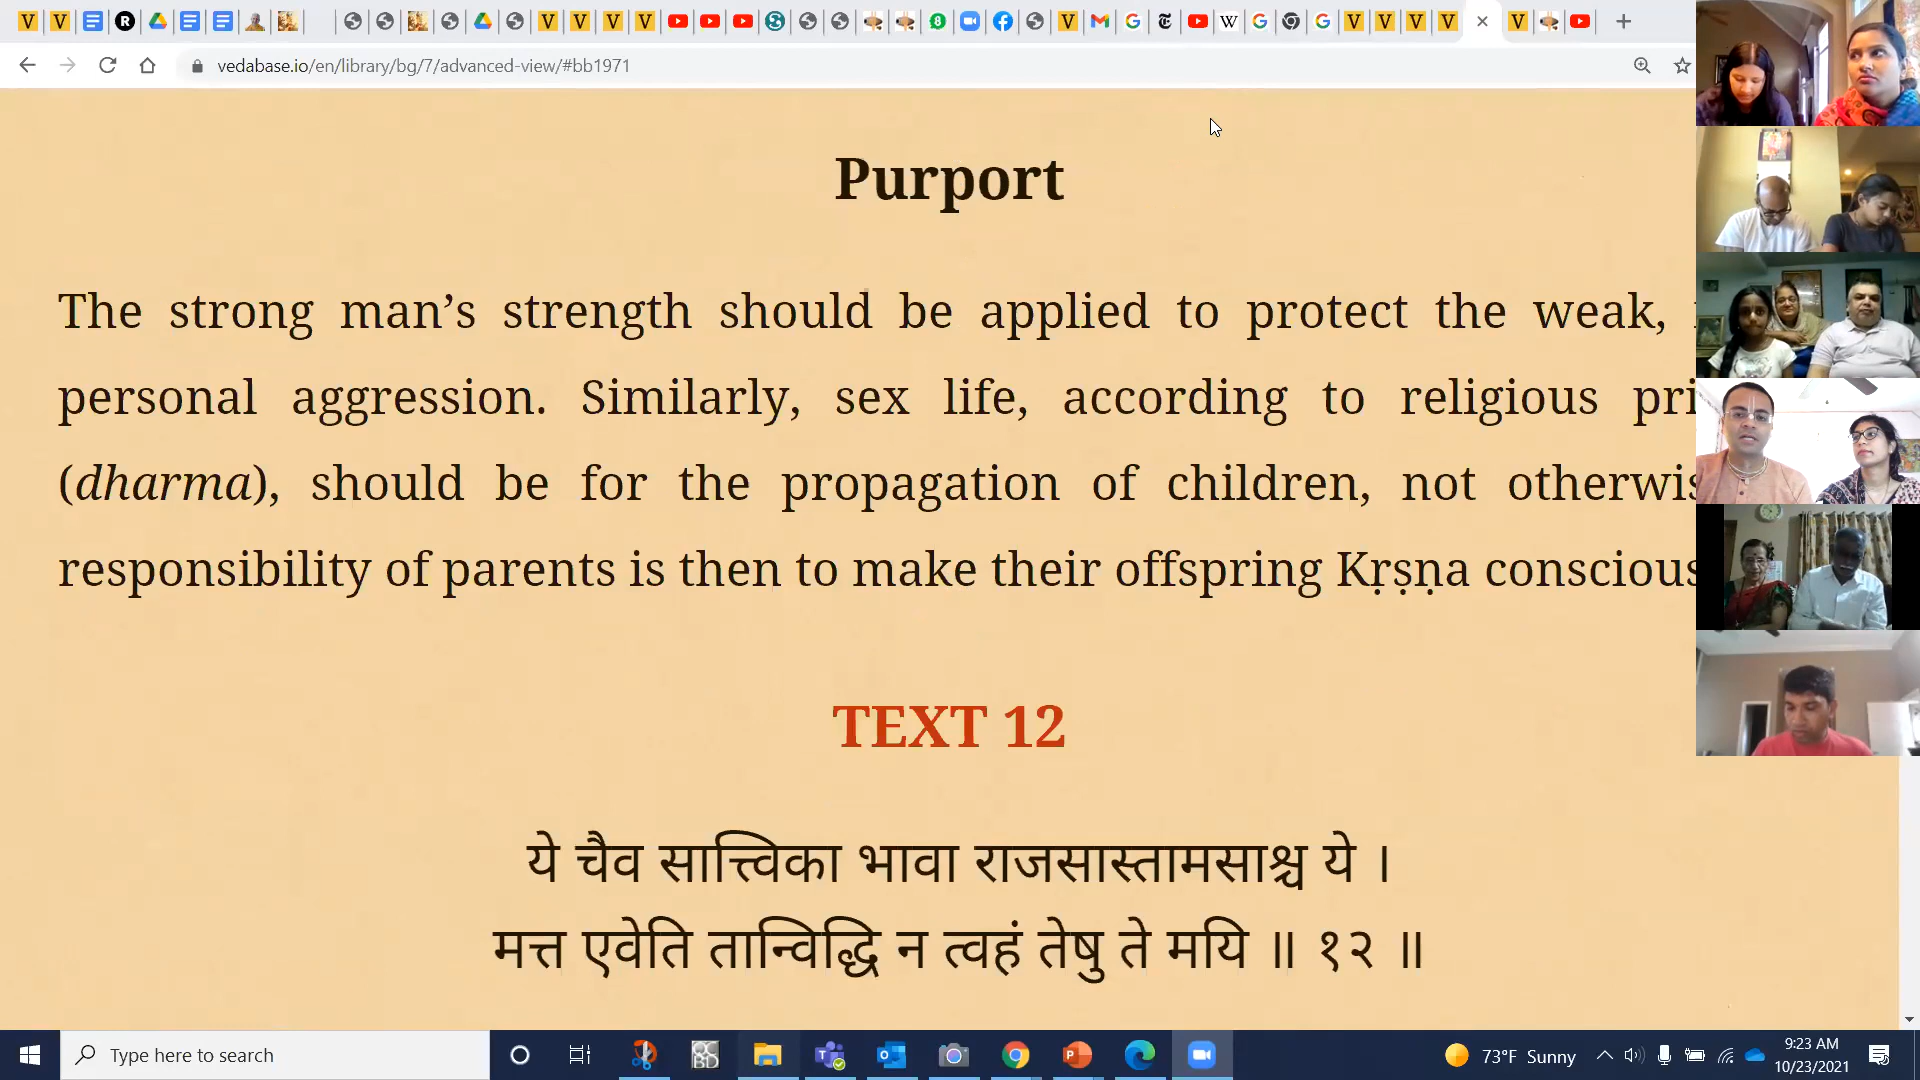 vedabase.io/en/library/bg/7/advanced-view/#bb1971
Purport
The strong man’s strength should be applied to protect the weak,
personal aggression. Similarly, sex life, according to religious
(dharma), should be for the propagation of children, not
responsibility of parents is then to make their offspring Kṛṣṇa conscious
TEXT 12
ये चैव सात्त्विका भावा राजसास्तामसाश्च ये ।
मत्त एवेति तान्विद्धि न त्वहं तेषु ते मयि ॥ १२ ॥
Type here to search
73°F Sunny
9:23 AM
10/23/2021